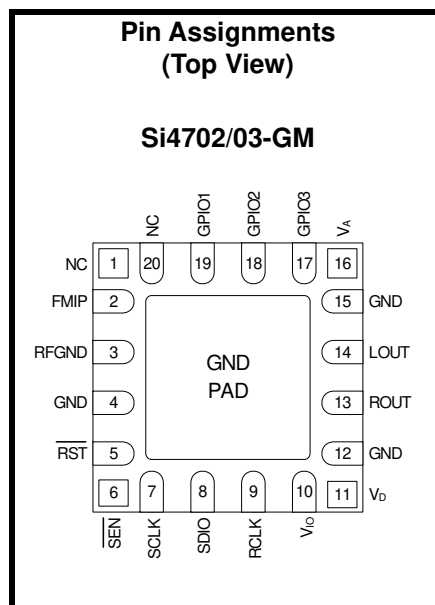 Pin Assignments
(Top View)
Si4702/03-GM
NC GPIO1 GPIO2 GPIO3 VA
NC 1 20 19 18 17 16
FMIP 2 15 GND
RFGND 3 14 LOUT
GND
PAD
GND 4 13 ROUT
RST 5 12 GND
6 7 8 9 10 11 VD
SEN SCLK SDIO RCLK VIO